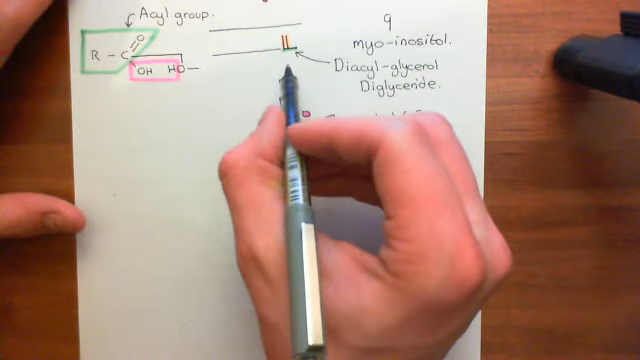 Acyl group.
O
R - C
OH HO
9
myo-inositol.
Diacyl-glycerol
Diglyceride.